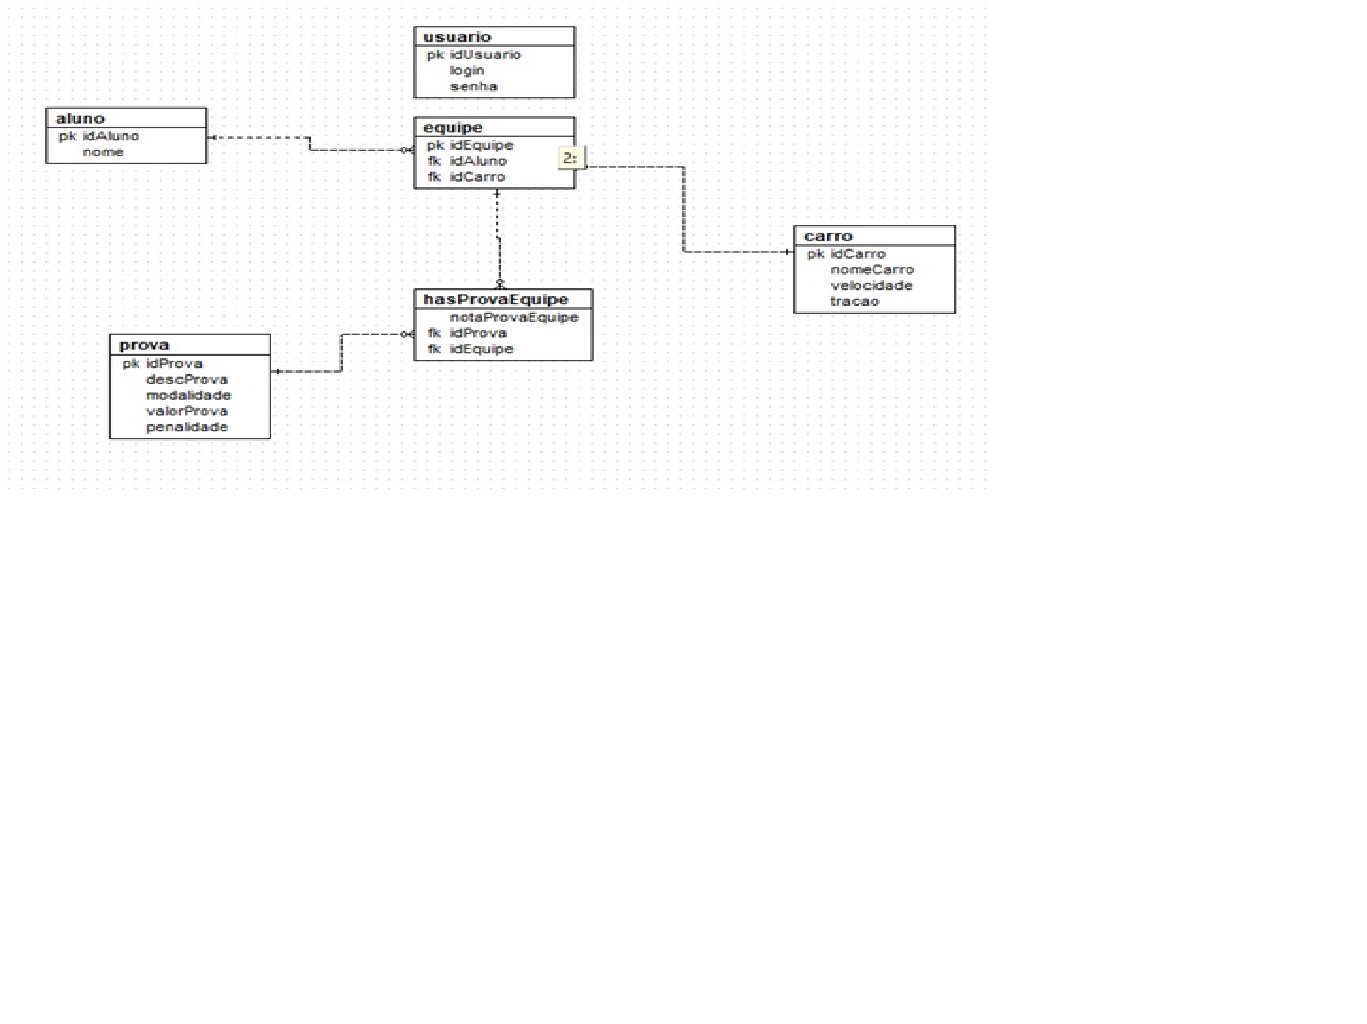 usuario
pk idUsuario
login
senha
aluno
pk idAluno
nome
equipe
pk idEquipe
fk idAluno
fk idCarro
2:
carro
pk idCarro
nomeCarro
velocidade
tracao
hasProvaEquipe
notaProvaEquipe
fk idProva
fk idEquipe
prova
pk idProva
descProva
modalidade
valorProva
penalidade